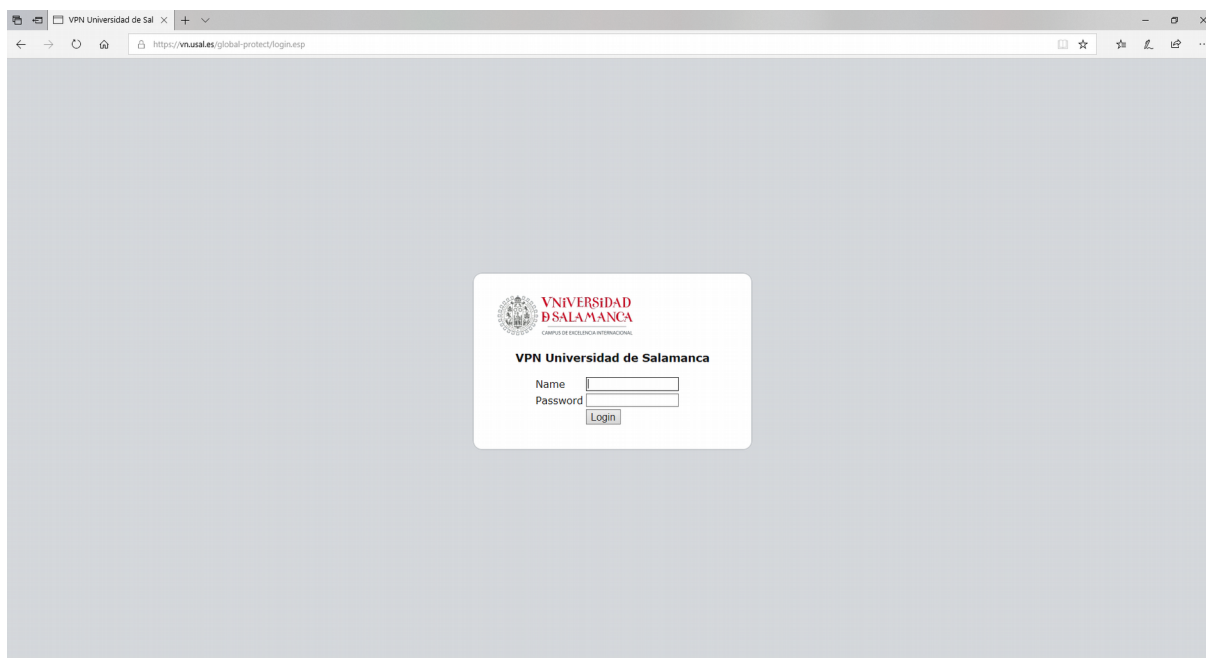 VPN Universidad de Sal
https://vn.usal.es/global-protect/login.esp
VNiVERSiDAD
Ð SALAMANCA
CAMPUS DE EXCELENCIA INTERNACIONAL
VPN Universidad de Salamanca
Name
Password
Login